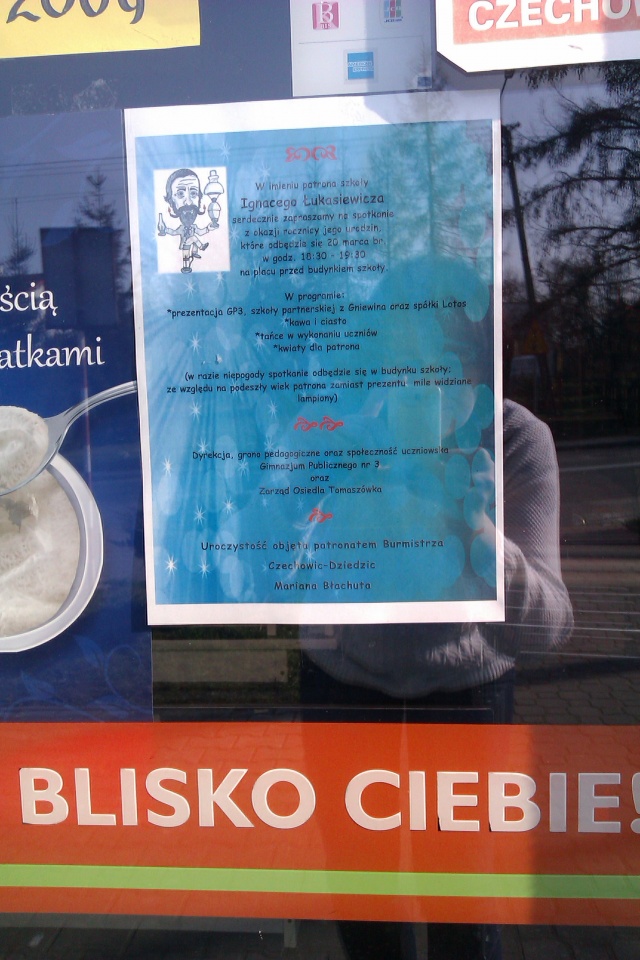 2009
CZECHO
W imieniu patrona szkoły
Ignacego Łukasiewicza
serdecznie zapraszamy na spotkanie
z okazji rocznicy jego urodzin,
które odbędzie się 20 marca br.
w godz. 16:30 - 19:30
na placu przed budynkiem szkoły.
W programie:
*prezentacja GP3, szkoły partnerskiej z Gniewina oraz spółki Lotos
*kawa i ciasto
*tańce w wykonaniu uczniów
*kwiaty dla patrona
(w razie niepogody spotkanie odbędzie się w budynku szkoły;
ze względu na podeszły wiek patrona zamiast prezentu mile widziane
lampiony)
Dyrekcja, grono pedagogiczne oraz społeczność uczniowska
Gimnazjum Publicznego nr 3
oraz
Zarząd Osiedla Tomaszówka
Uroczystość objęta patronatem Burmistrza
Czechowic-Dziedzic
Mariana Błachuta
ścią
atkami
BLISKO CIEBIE!